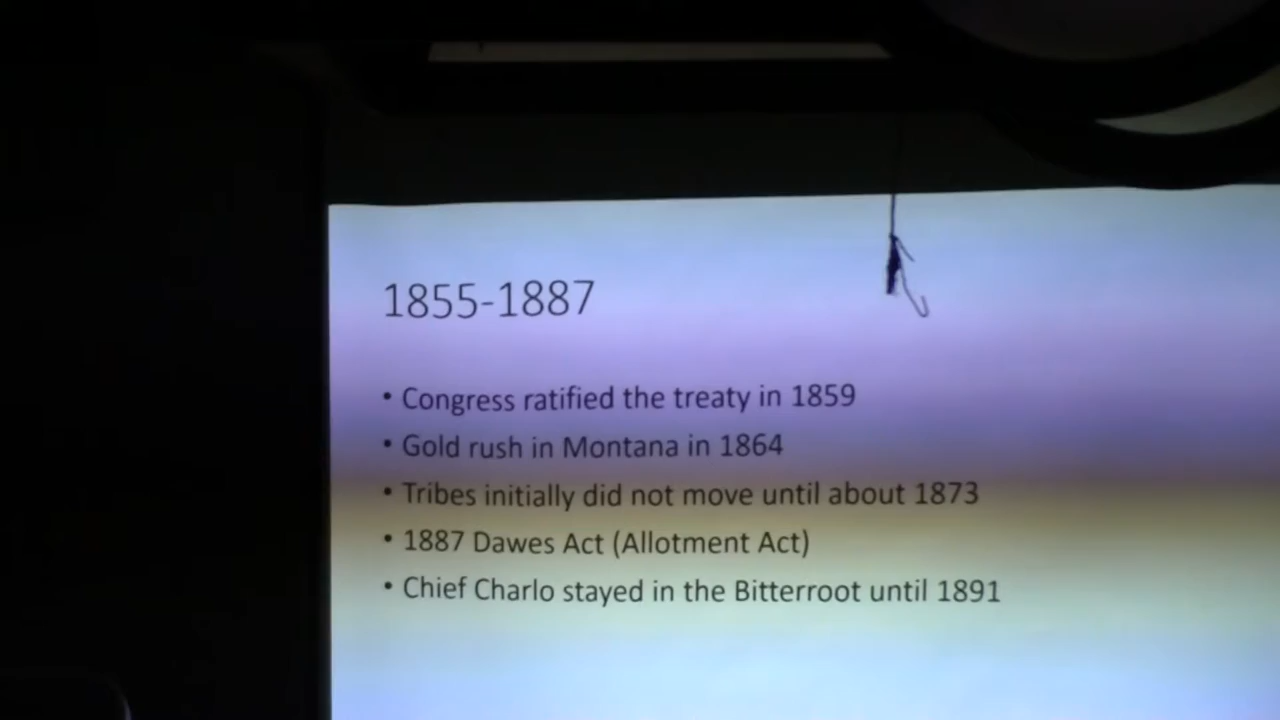 1855-1887
• Congress ratified the treaty in 1859
• Gold rush in Montana in 1864
• Tribes initially did not move until about 1873
• 1887 Dawes Act (Allotment Act)
• Chief Charlo stayed in the Bitterroot until 1891